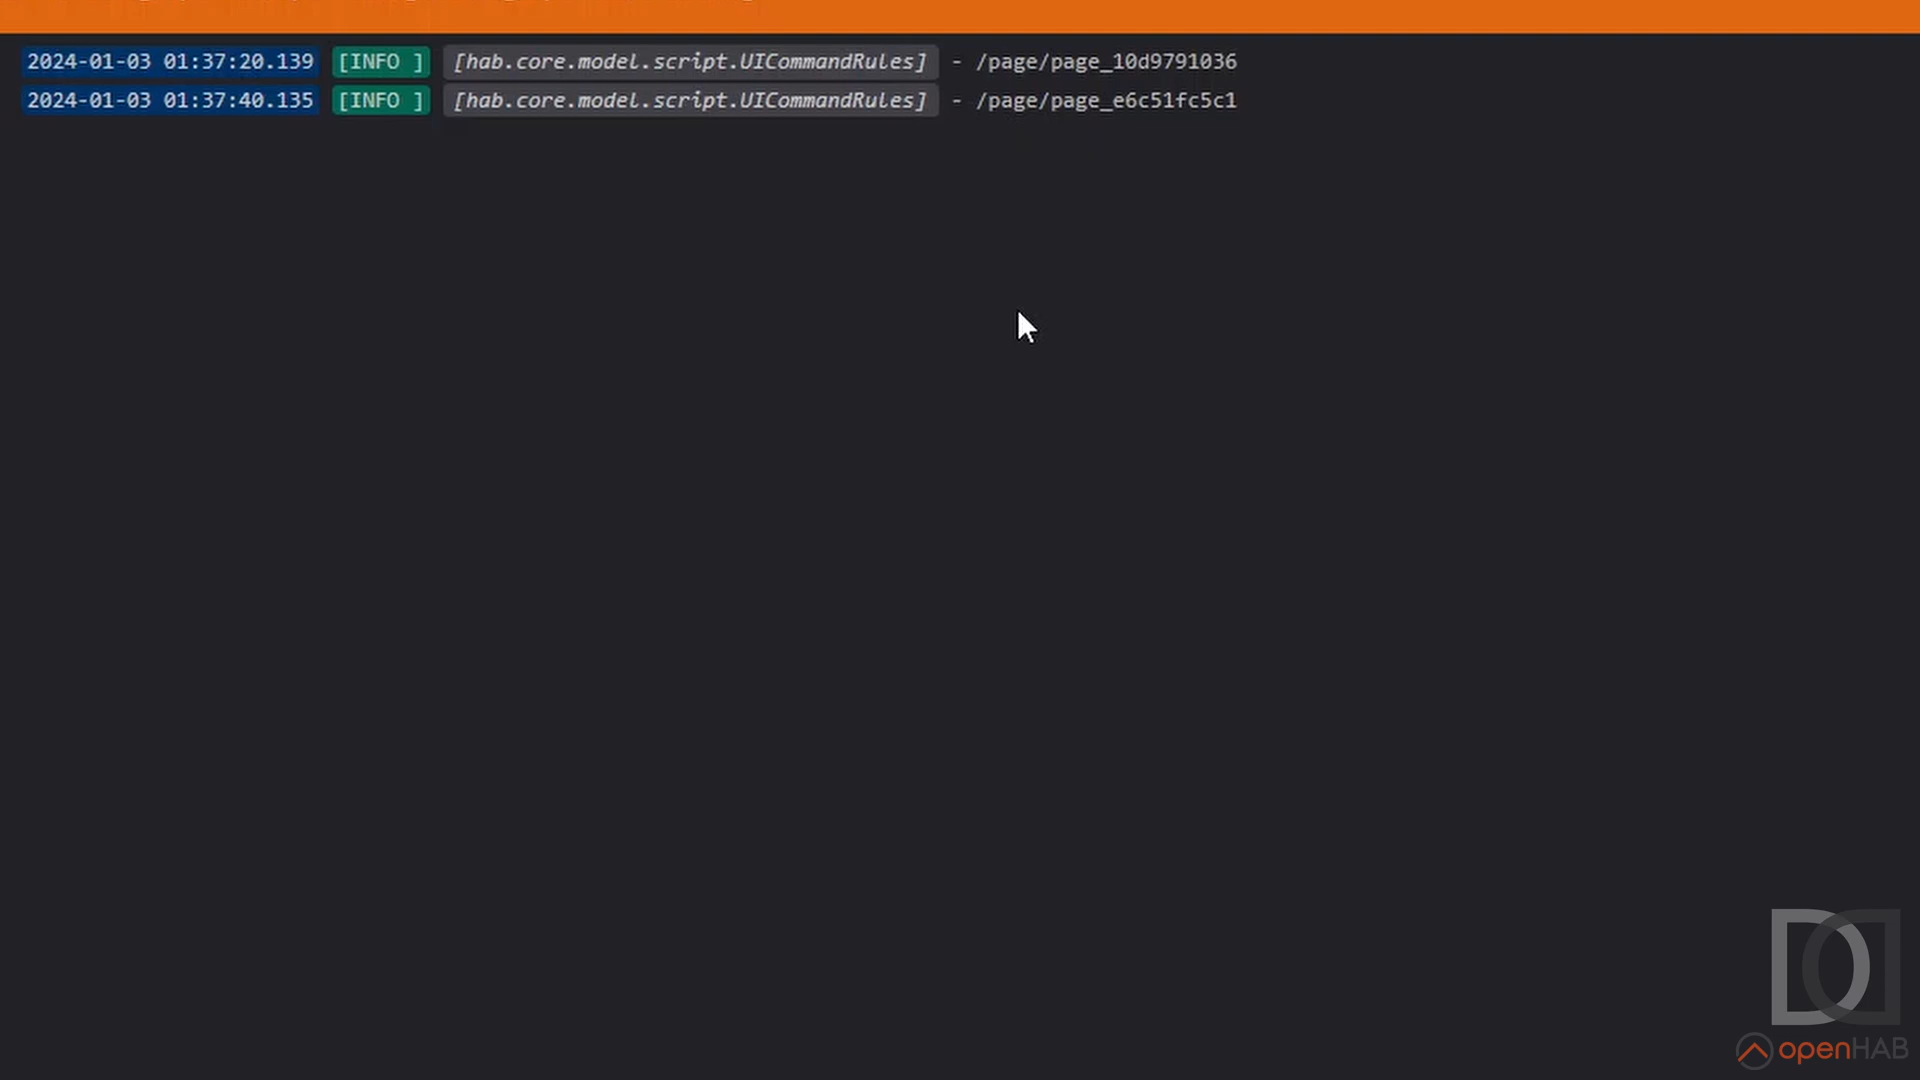 2024-01-03 01:37:20.139 [INFO ] [hab.core.model.script.UICommandRules] - /page/page_10d9791036
2024-01-03 01:37:40.135 [INFO ] [hab.core.model.script.UICommandRules] - /page/page_e6c51fc5c1
openHAB